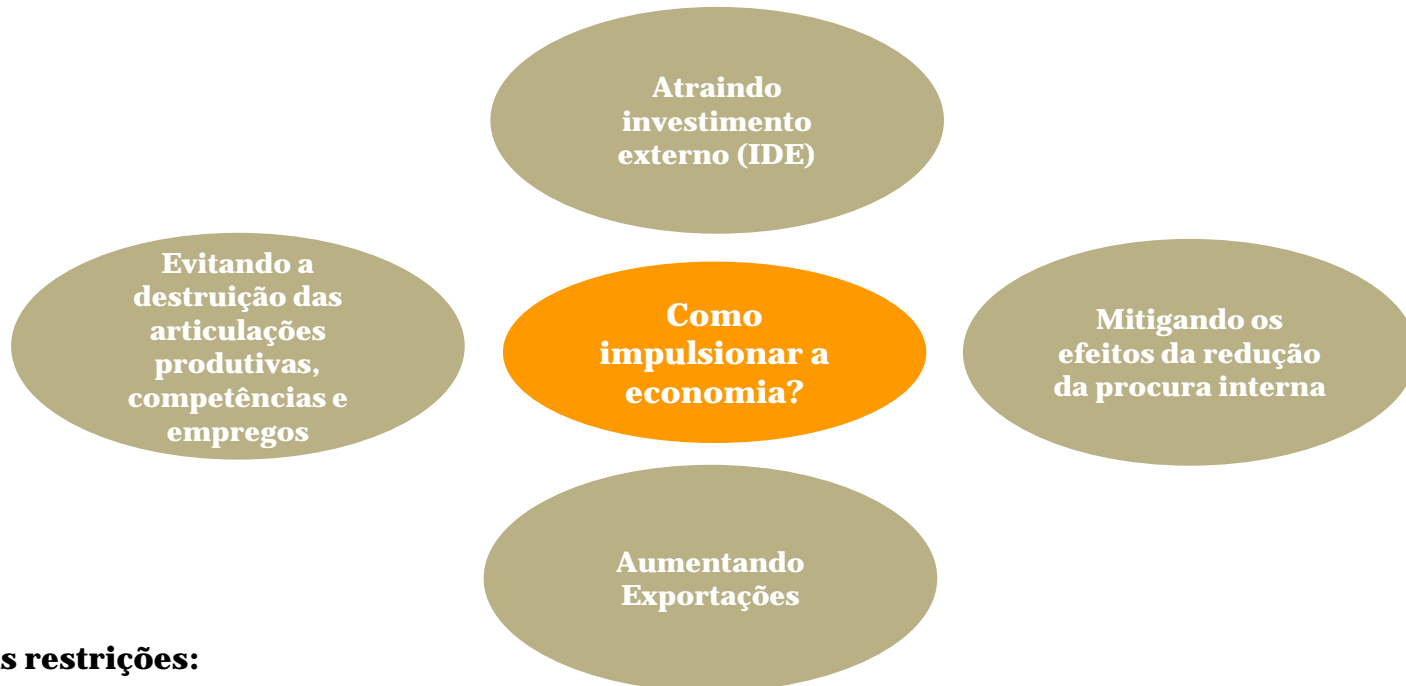 Atraindo
investimento
externo (IDE)
Evitando a
destruição das
articulações
produtivas,
competências e
empregos
Como
impulsionar a
economia?
Mitigando os
efeitos da redução
da procura interna
Aumentando
Exportações
s restrições: